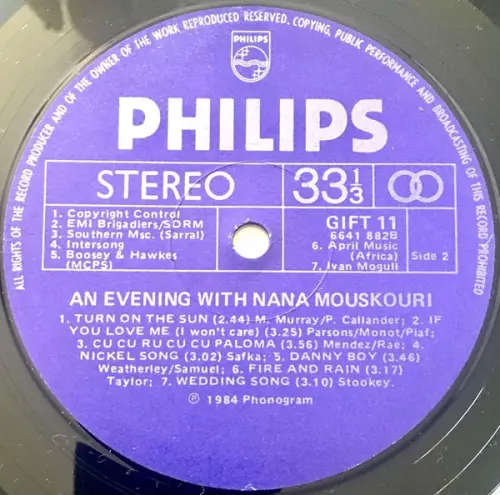 ALL RIGHTS OF THE RECORD PRODUCER AND OF THE OWNER OF THE WORK REPRODUCED RESERVED. COPYING, PUBLIC PERFORMANCE AND BROADCASTING OF THIS RECORD PROHIBITED
PHILIPS
PHILIPS
STEREO 33 1/3
1. Copyright Control
2. EMI Brigadiers/SDRM
3. Southern Msc. (Sarral)
4. Intersong
5. Boosey & Hawkes
(MCPS)
GIFT 11
6641 882B
6. April Music
(Africa)
7. Ivan Mogull
Side 2
AN EVENING WITH NANA MOUSKOURI
1. TURN ON THE SUN (2.44) M. Murray/P. Callander; 2. IF
YOU LOVE ME (I won't care) (3.25) Parsons/Monot/Piaf;
3. CU CU RU CU CU PALOMA (3.56) Mendez/Rae; 4.
NICKEL SONG (3.02) Safka; 5. DANNY BOY (3.46)
Weatherley/Samuel; 6. FIRE AND RAIN (3.17)
Taylor; 7. WEDDING SONG (3.10) Stookey.
Ⓟ 1984 Phonogram